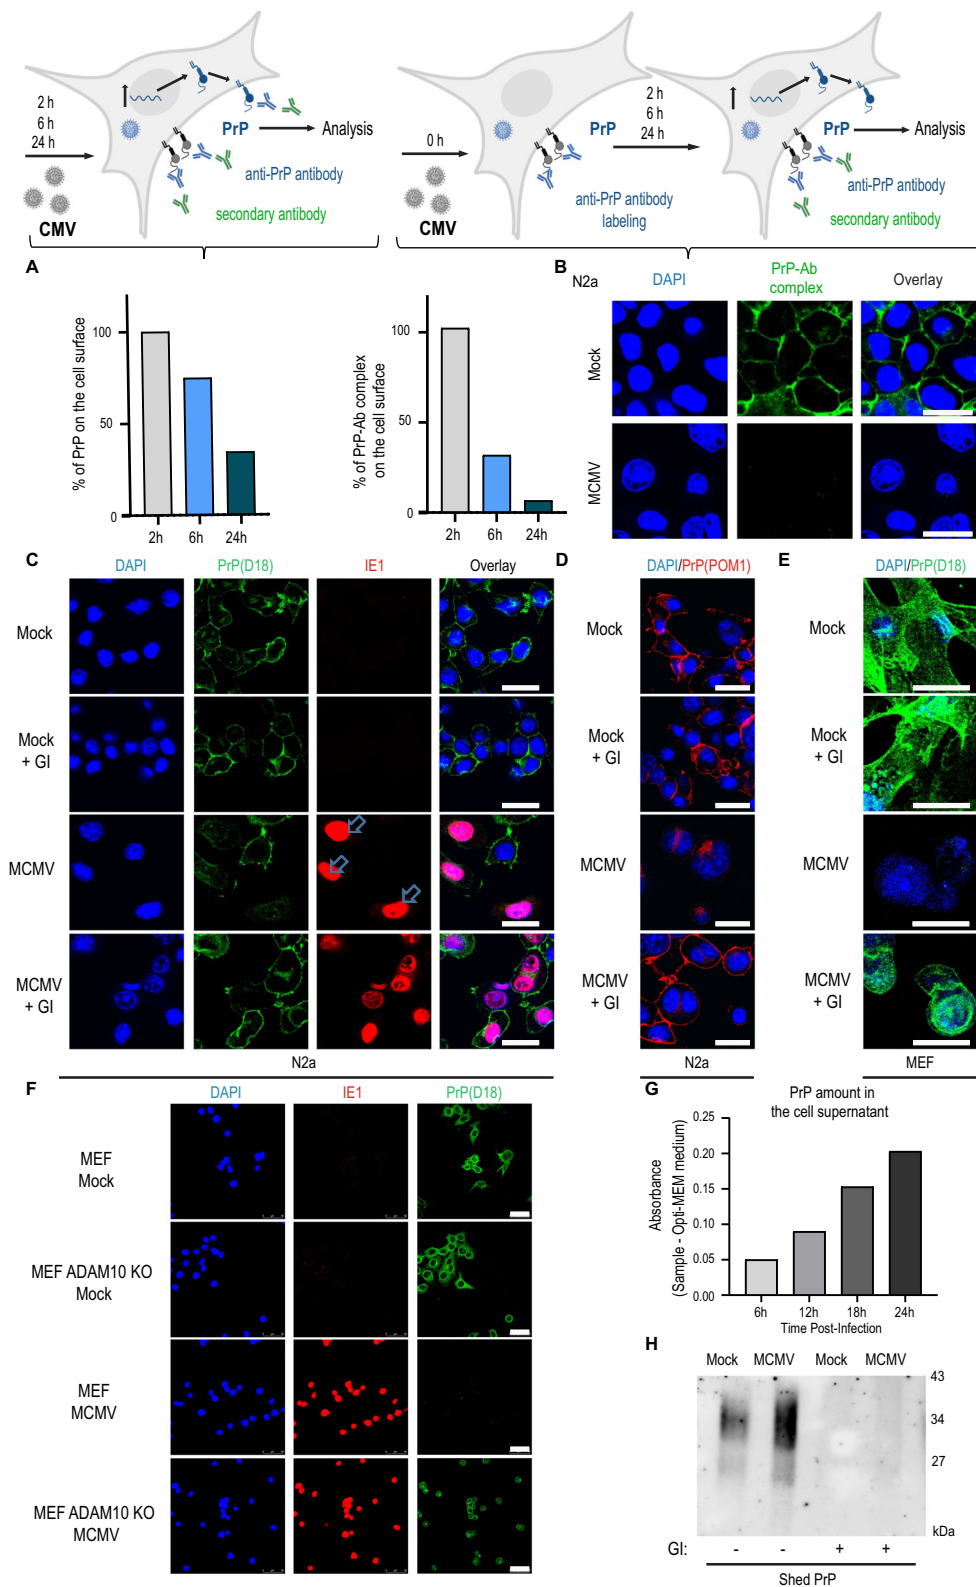 2 h
6 h
24 h
CMV
PrP
Analysis
anti-PrP antibody
secondary antibody
0 h
CMV
PrP
anti-PrP antibody
labeling
2 h
6 h
24 h
PrP
Analysis
anti-PrP antibody
secondary antibody
A
% of PrP on the cell surface
100
50
0
2h 6h 24h
% of PrP-Ab complex
on the cell surface
100
50
0
2h 6h 24h
B
N2a
DAPI
PrP-Ab
complex
Overlay
Mock
MCMV
C
DAPI PrP(D18) IE1 Overlay
Mock
Mock
+ GI
MCMV
MCMV
+ GI
N2a
D
DAPI/PrP(POM1)
Mock
Mock
+ GI
MCMV
MCMV
+ GI
N2a
E
DAPI/PrP(D18)
Mock
Mock
+ GI
MCMV
MCMV
+ GI
MEF
F
DAPI IE1 PrP(D18)
MEF
Mock
MEF ADAM10 KO
Mock
MEF
MCMV
MEF ADAM10 KO
MCMV
G
PrP amount in
the cell supernatant
Absorbance
(Sample - Opti-MEM medium)
0.25
0.20
0.15
0.10
0.05
0.00
6h 12h 18h 24h
Time Post-Infection
H
Mock MCMV Mock MCMV
43
34
27
kDa
GI: - - + +
Shed PrP